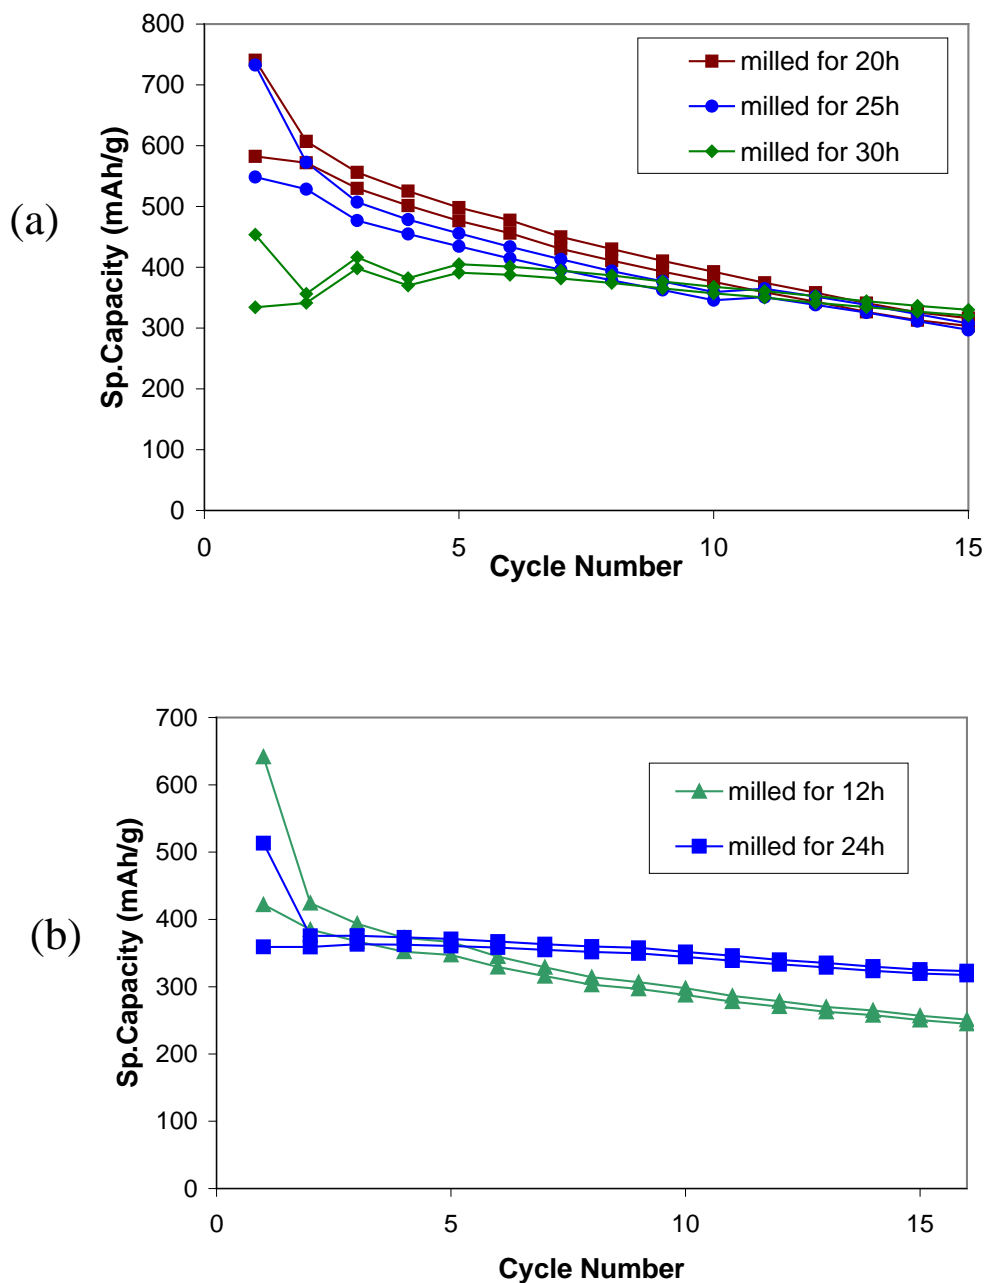 (a)
Sp.Capacity (mAh/g)
800
700
600
500
400
300
200
100
0
milled for 20h
milled for 25h
milled for 30h
0 5 10 15
Cycle Number
(b)
Sp.Capacity (mAh/g)
700
600
500
400
300
200
100
0
milled for 12h
milled for 24h
0 5 10 15
Cycle Number